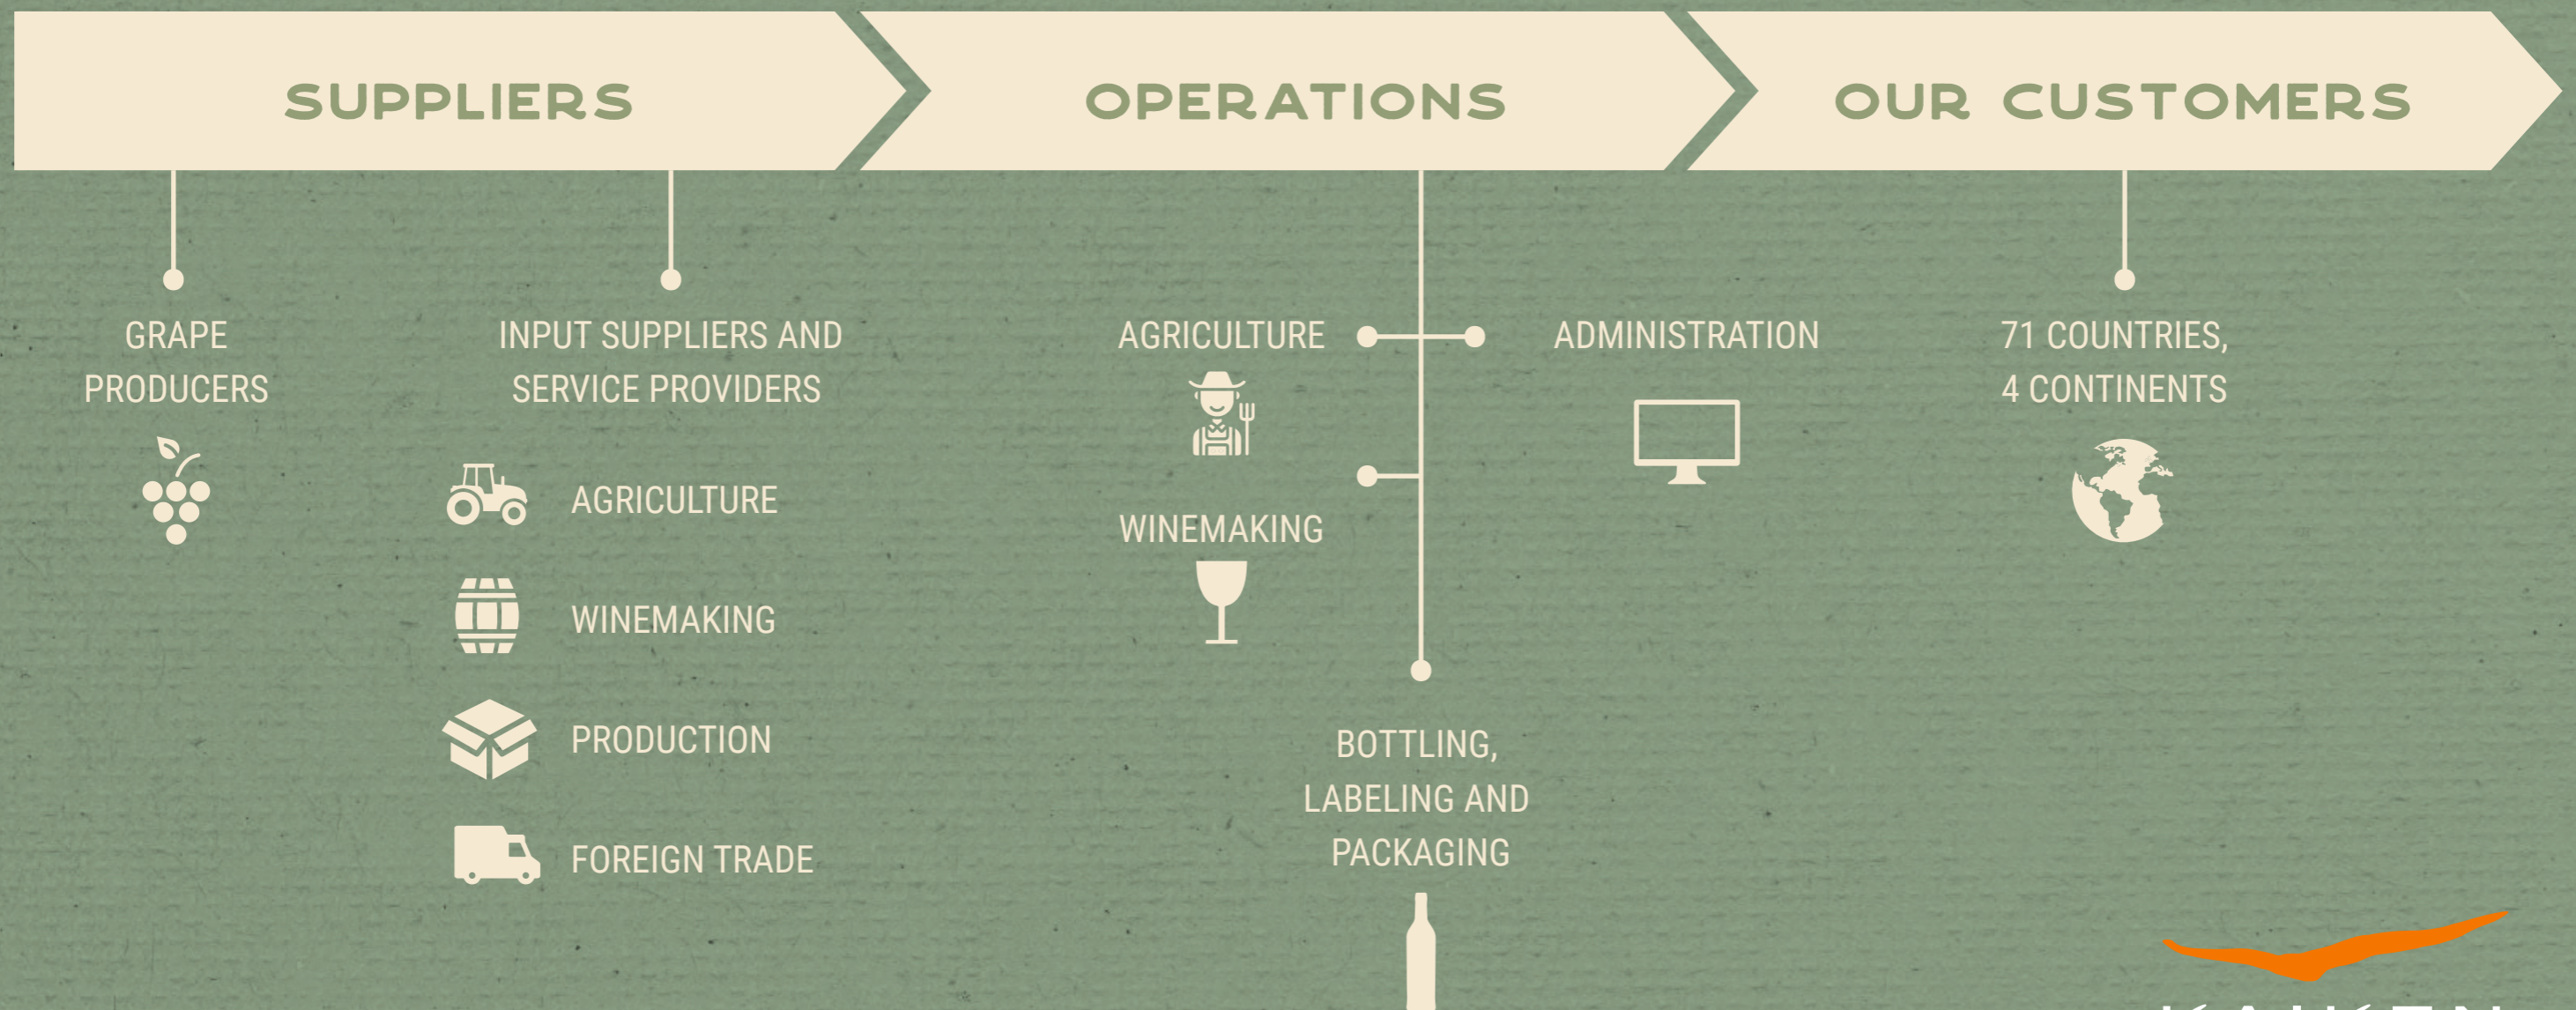 SUPPLIERS
OPERATIONS
OUR CUSTOMERS
GRAPE
PRODUCERS
INPUT SUPPLIERS AND
SERVICE PROVIDERS
AGRICULTURE
WINEMAKING
PRODUCTION
FOREIGN TRADE
AGRICULTURE
ADMINISTRATION
WINEMAKING
BOTTLING,
LABELING AND
PACKAGING
71 COUNTRIES,
4 CONTINENTS